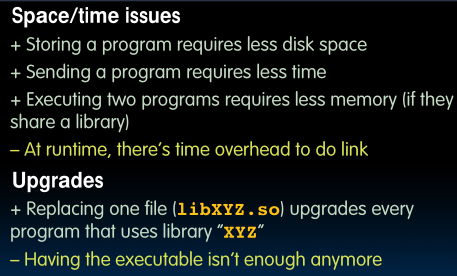 Space/time issues
+ Storing a program requires less disk space
+ Sending a program requires less time
+ Executing two programs requires less memory (if they
share a library)
– At runtime, there's time overhead to do link
Upgrades
+ Replacing one file (libXYZ.so) upgrades every
program that uses library "XYZ"
– Having the executable isn't enough anymore